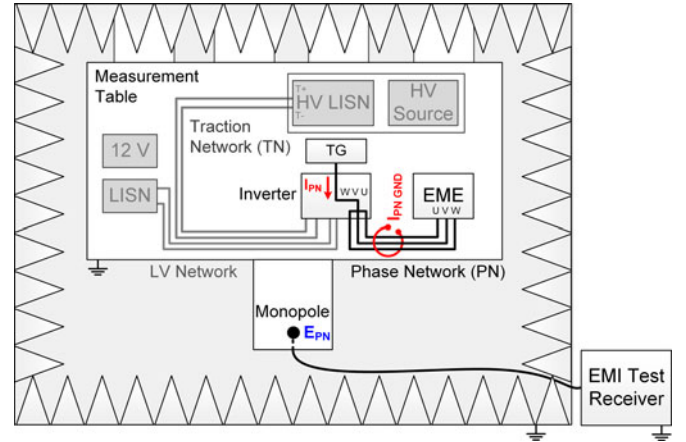 Measurement
Table
T+
HV LISN
T-
HV
Source
Traction
Network (TN)
12 V
TG
LISN
Inverter
IPN
W V U
IPN GND
EME
U V W
LV Network
Phase Network (PN)
Monopole
EPN
EMI Test
Receiver